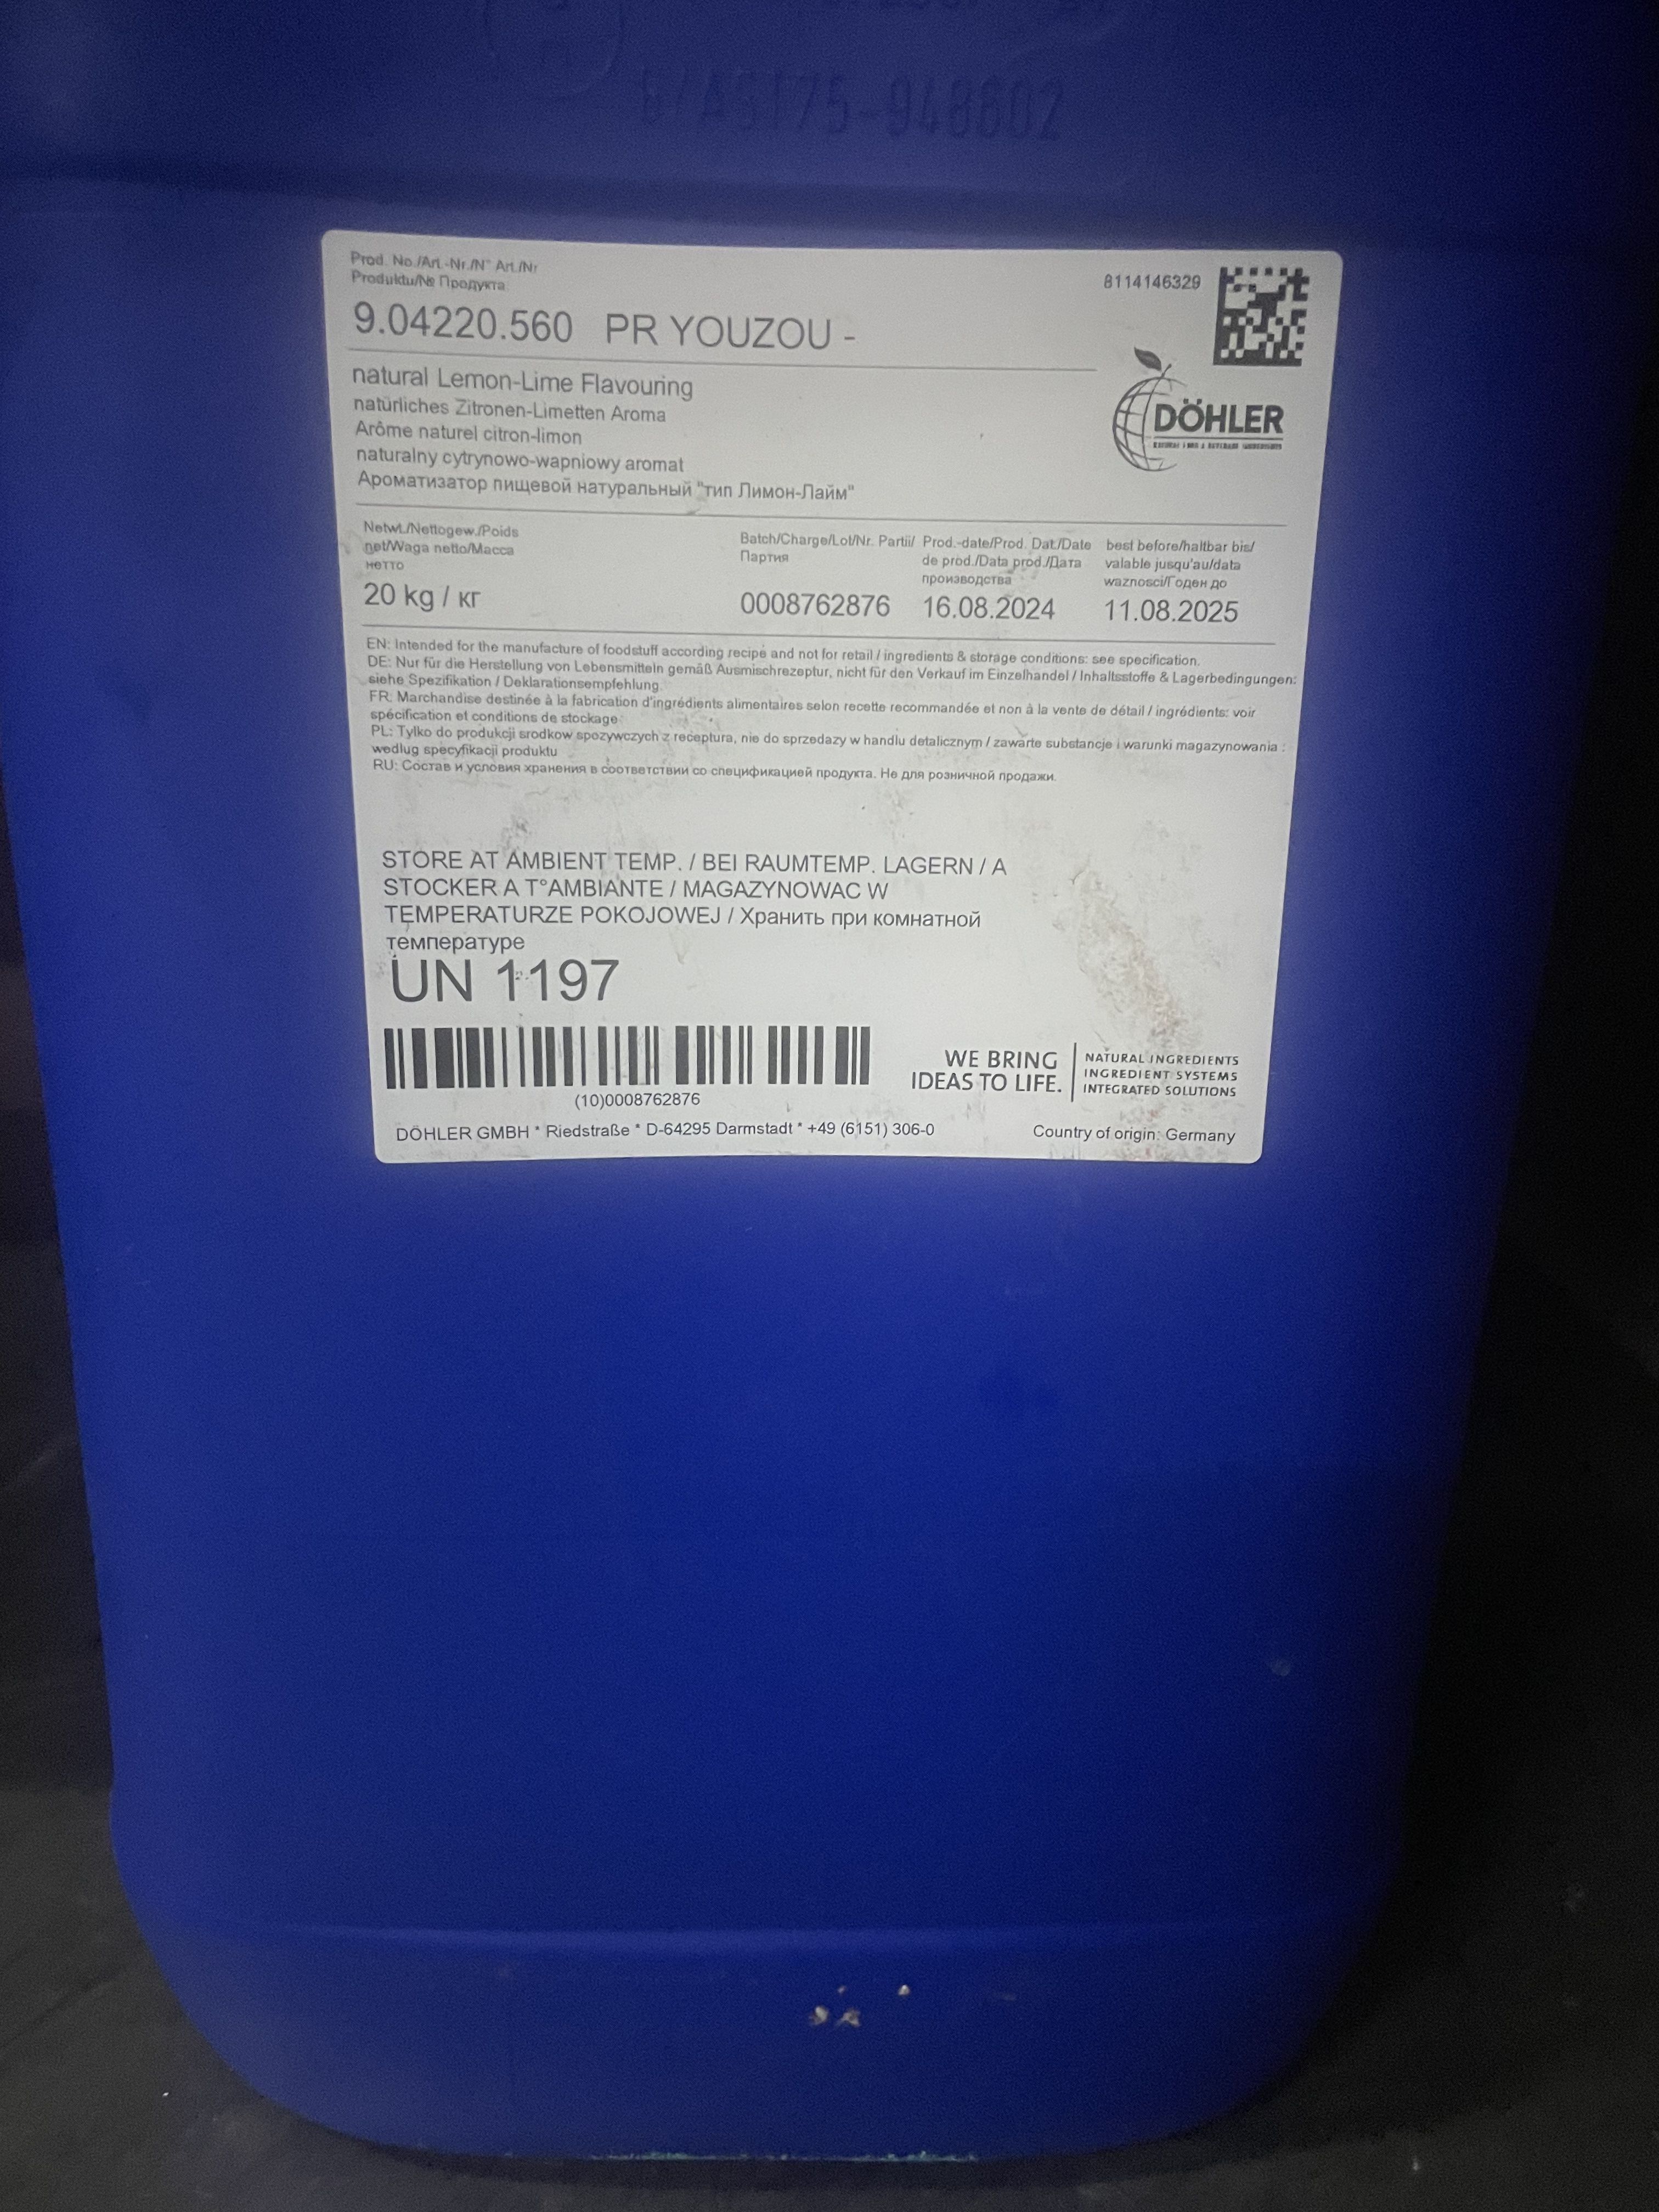 Prod. No./Art.-Nr./N° Art./Nr
Produktu/№ Продукта
8114146329
9.04220.560 PR YOUZOU -
natural Lemon-Lime Flavouring
natürliches Zitronen-Limetten Aroma
Arôme naturel citron-limon
naturalny cytrynowo-wapniowy aromat
Ароматизатор пищевой натуральный "тип Лимон-Лайм"
DÖHLER
Netwt./Nettogew./Poids
net/Waga netto/Масса
нетто
20 kg / кг
Batch/Charge/Lot/Nr. Partii/
Партия
0008762876
Prod.-date/Prod. Dat./Date
de prod./Data prod./Дата
производства
16.08.2024
best before/haltbar bis/
valable jusqu'au/data
waznosci/Годен до
11.08.2025
EN: Intended for the manufacture of foodstuff according recipe and not for retail / ingredients & storage conditions: see specification.
DE: Nur für die Herstellung von Lebensmitteln gemäß Ausmischrezeptur, nicht für den Verkauf im Einzelhandel / Inhaltsstoffe & Lagerbedingungen:
siehe Spezifikation / Deklarationsempfehlung.
FR: Marchandise destinée à la fabrication d'ingrédients alimentaires selon recette recommandée et non à la vente de détail / ingrédients: voir
spécification et conditions de stockage
PL: Tylko do produkcji srodkow spozywczych z receptura, nie do sprzedazy w handlu detalicznym / zawarte substancje i warunki magazynowania :
wedlug specyfikacji produktu
RU: Состав и условия хранения в соответствии со спецификацией продукта. Не для розничной продажи.
STORE AT AMBIENT TEMP. / BEI RAUMTEMP. LAGERN / A
STOCKER A T°AMBIANTE / MAGAZYNOWAC W
TEMPERATURZE POKOJOWEJ / Хранить при комнатной
температуре
UN 1197
(10)0008762876
WE BRING
IDEAS TO LIFE.
NATURAL INGREDIENTS
INGREDIENT SYSTEMS
INTEGRATED SOLUTIONS
DÖHLER GMBH * Riedstraße * D-64295 Darmstadt * +49 (6151) 306-0
Country of origin: Germany